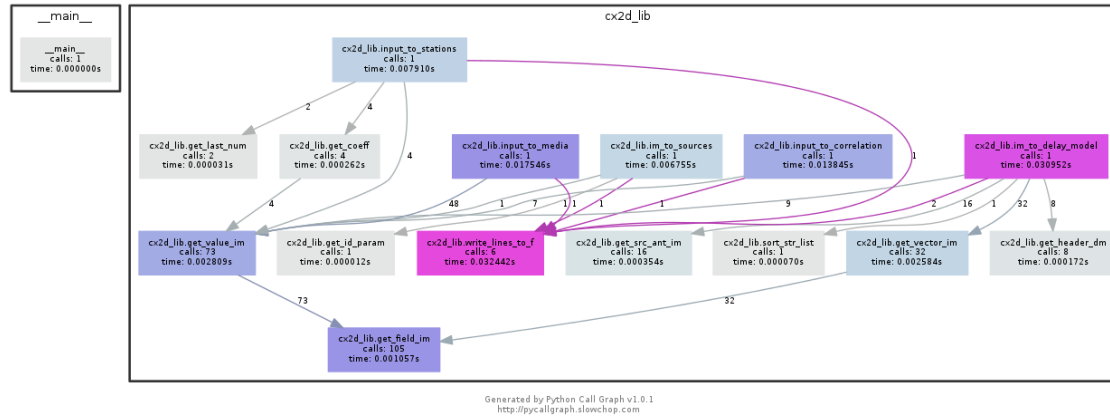 __main__
cx2d_lib
__main__
calls: 1
time: 0.000000s
cx2d_lib.input_to_stations
calls: 1
time: 0.007910s
2
4
4
1
cx2d_lib.get_last_num
calls: 2
time: 0.000031s
cx2d_lib.get_coeff
calls: 4
time: 0.000262s
cx2d_lib.input_to_media
calls: 1
time: 0.017546s
cx2d_lib.im_to_sources
calls: 1
time: 0.006755s
cx2d_lib.input_to_correlation
calls: 1
time: 0.013845s
cx2d_lib.im_to_delay_model
calls: 1
time: 0.030952s
4
48
1
7
1
1
1
1
9
2
16
1
32
8
cx2d_lib.get_value_im
calls: 73
time: 0.002809s
cx2d_lib.get_id_param
calls: 1
time: 0.000012s
cx2d_lib.write_lines_to_f
calls: 6
time: 0.032442s
cx2d_lib.get_src_ant_im
calls: 16
time: 0.000354s
cx2d_lib.sort_str_list
calls: 1
time: 0.000070s
cx2d_lib.get_vector_im
calls: 32
time: 0.002584s
cx2d_lib.get_header_dm
calls: 8
time: 0.000172s
73
32
cx2d_lib.get_field_im
calls: 105
time: 0.001057s
Generated by Python Call Graph v1.0.1
http://pycallgraph.slowchop.com